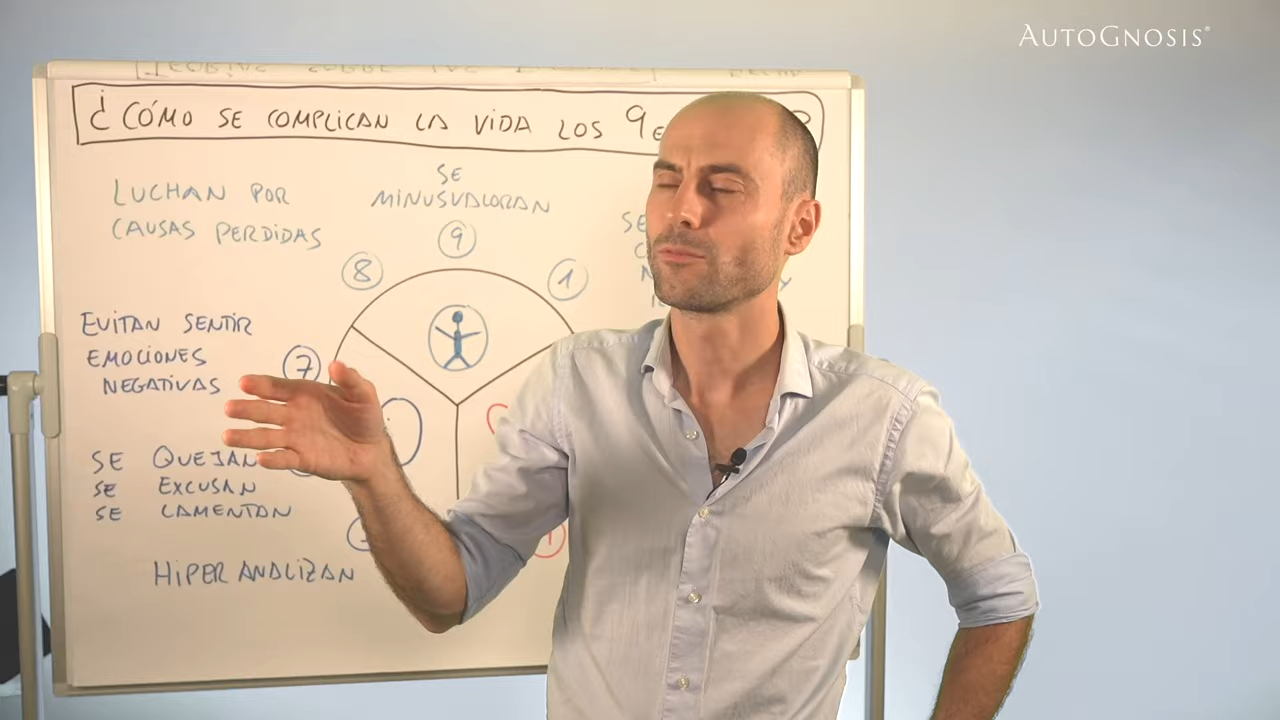 AUTOGNOSIS®
¿CÓMO SE COMPLICAN LA VIDA LOS 9
LUCHAN POR
CAUSAS PERDIDAS
SE
MINUSVALORAN
9
8
1
SE
EVITAN SENTIR
EMOCIONES
NEGATIVAS
7
SE QUEJAN
SE EXCUSAN
SE LAMENTAN
HIPER ANALIZAN